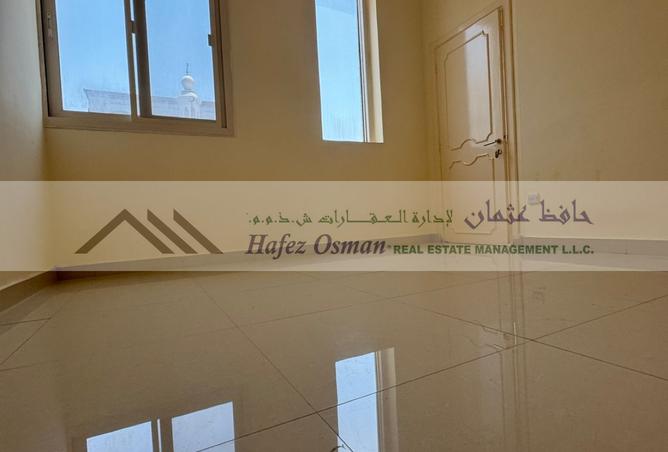 حافظ عثمان لإدارة العقارات ش.ذ.م.م.
Hafez Osman REAL ESTATE MANAGEMENT L.L.C.